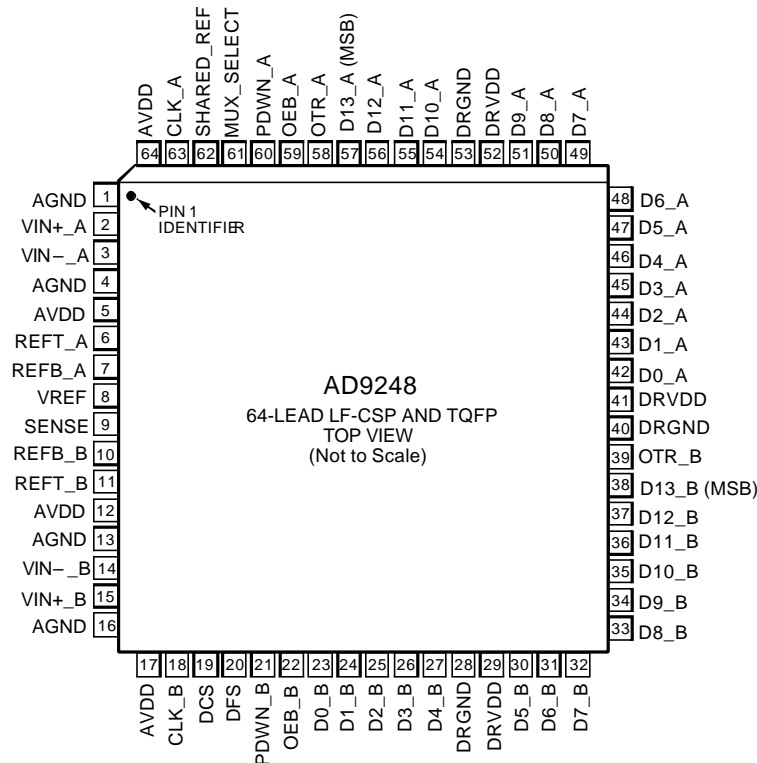 AVDD
CLK_A
SHARED_REF
MUX_SELECT
PDWN_A
OEB_A
OTR_A
D13_A (MSB)
D12_A
D11_A
D10_A
DRGND
DRVDD
D9_A
D8_A
D7_A
64 63 62 61 60 59 58 57 56 55 54 53 52 51 50 49
AGND 1
VIN+_A 2
VIN–_A 3
AGND 4
AVDD 5
REFT_A 6
REFB_A 7
VREF 8
SENSE 9
REFB_B 10
REFT_B 11
AVDD 12
AGND 13
VIN–_B 14
VIN+_B 15
AGND 16
PIN 1
IDENTIFIER
AD9248
64-LEAD LF-CSP AND TQFP
TOP VIEW
(Not to Scale)
48 D6_A
47 D5_A
46 D4_A
45 D3_A
44 D2_A
43 D1_A
42 D0_A
41 DRVDD
40 DRGND
39 OTR_B
38 D13_B (MSB)
37 D12_B
36 D11_B
35 D10_B
34 D9_B
33 D8_B
17 18 19 20 21 22 23 24 25 26 27 28 29 30 31 32
AVDD
CLK_B
DCS
DFS
PDWN_B
OEB_B
D0_B
D1_B
D2_B
D3_B
D4_B
DRGND
DRVDD
D5_B
D6_B
D7_B